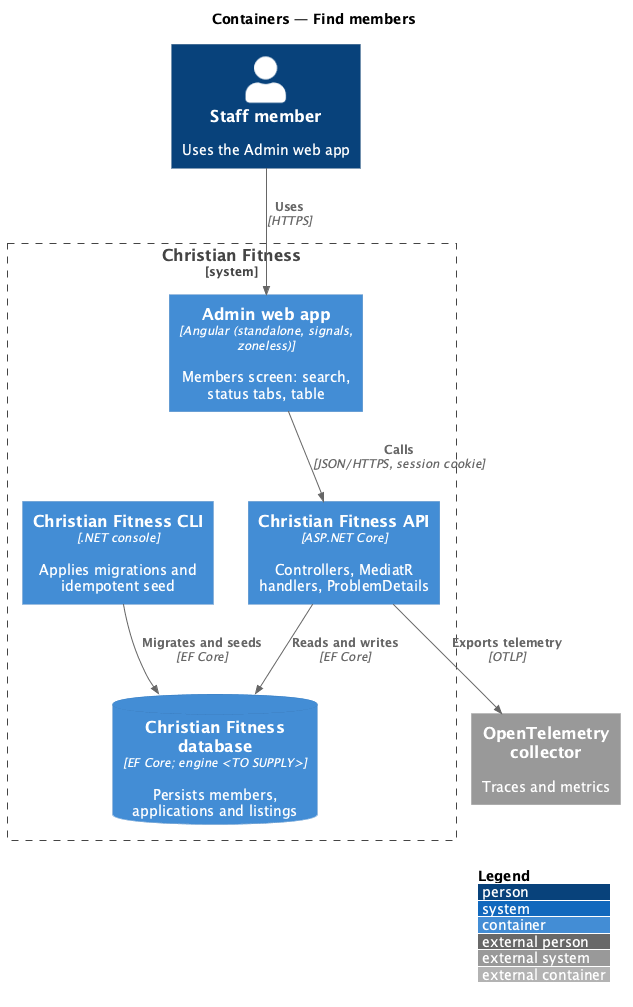 Containers — Find members
Staff member
Uses the Admin web app
Uses
[HTTPS]
Christian Fitness
[system]
Admin web app
[Angular (standalone, signals,
zoneless)]
Members screen: search,
status tabs, table
Calls
[JSON/HTTPS, session cookie]
Christian Fitness CLI
[.NET console]
Applies migrations and
idempotent seed
Christian Fitness API
[ASP.NET Core]
Controllers, MediatR
handlers, ProblemDetails
Migrates and seeds
[EF Core]
Reads and writes
[EF Core]
Exports telemetry
[OTLP]
Christian Fitness
database
[EF Core; engine <TO SUPPLY>]
Persists members,
applications and listings
OpenTelemetry
collector
Traces and metrics
Legend
person
system
container
external person
external system
external container